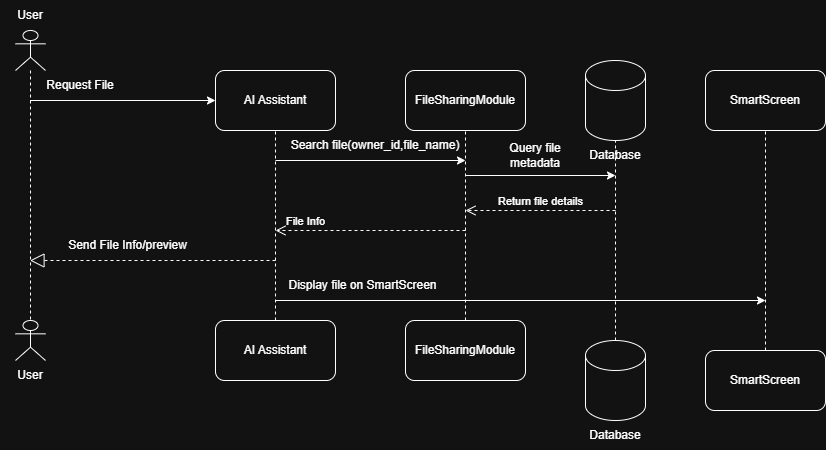 User
Request File
AI Assistant
FileSharingModule
SmartScreen
Search file(owner_id,file_name)
Query file
metadata
Database
Return file details
File Info
Send File Info/preview
Display file on SmartScreen
AI Assistant
FileSharingModule
User
SmartScreen
Database